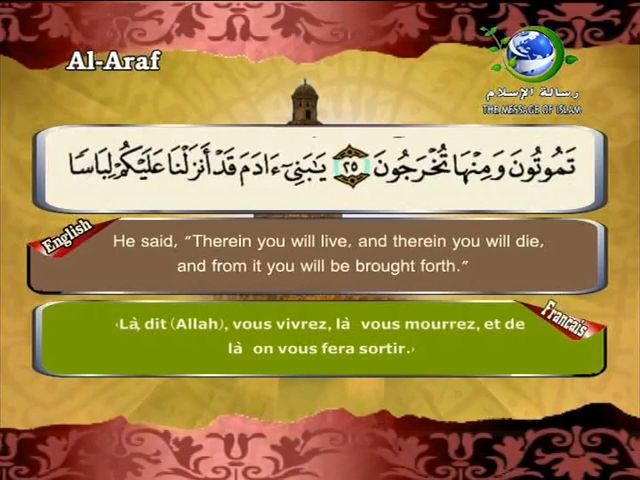 Al-Araf
رسالة الإسلام
THE MESSAGE OF ISLAM
تَمُوتُونَ وَمِنْهَا تُخْرَجُونَ ٢٥ يَـٰبَنِىٓ ءَادَمَ قَدْ أَنزَلْنَا عَلَيْكُمْ لِبَاسًا
English
He said, "Therein you will live, and therein you will die,
and from it you will be brought forth."
Francais
‹Là, dit (Allah), vous vivrez, là vous mourrez, et de
là on vous fera sortir.›